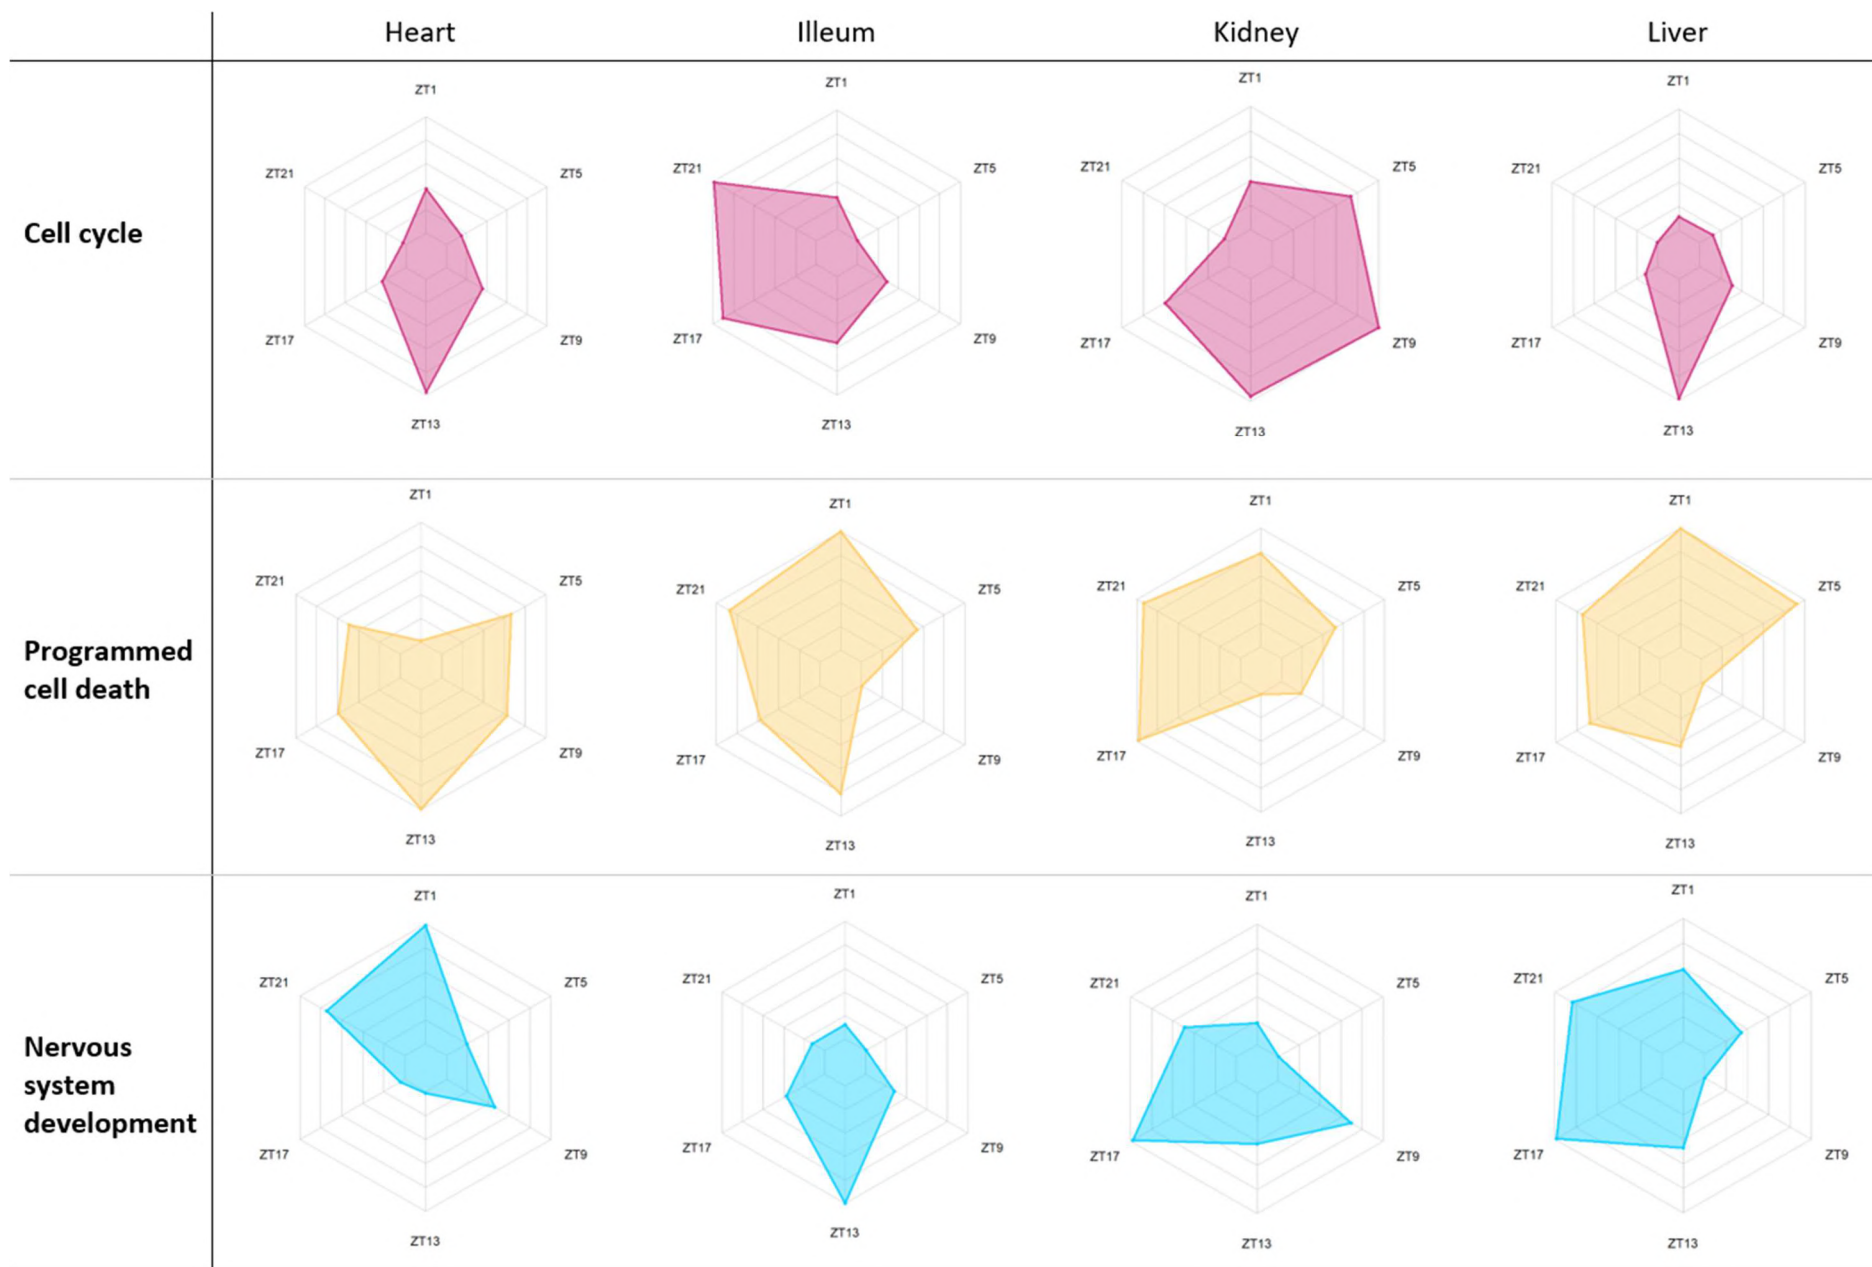 Heart Illeum Kidney Liver
Cell cycle
ZT1 ZT1 ZT1 ZT1
ZT21 ZT5 ZT21 ZT5 ZT21 ZT5 ZT21 ZT5
ZT17 ZT9 ZT17 ZT9 ZT17 ZT9 ZT17 ZT9
ZT13 ZT13 ZT13 ZT13
Programmed
cell death
ZT1 ZT1 ZT1 ZT1
ZT21 ZT5 ZT21 ZT5 ZT21 ZT5 ZT21 ZT5
ZT17 ZT9 ZT17 ZT9 ZT17 ZT9 ZT17 ZT9
ZT13 ZT13 ZT13 ZT13
Nervous
system
development
ZT1 ZT1 ZT1 ZT1
ZT21 ZT5 ZT21 ZT5 ZT21 ZT5 ZT21 ZT5
ZT17 ZT9 ZT17 ZT9 ZT17 ZT9 ZT17 ZT9
ZT13 ZT13 ZT13 ZT13